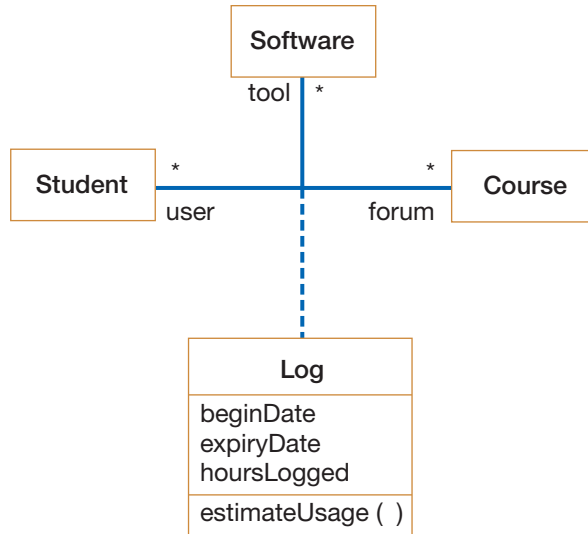 Software
tool *
* *
Student Course
user forum
Log
beginDate
expiryDate
hoursLogged
estimateUsage ( )